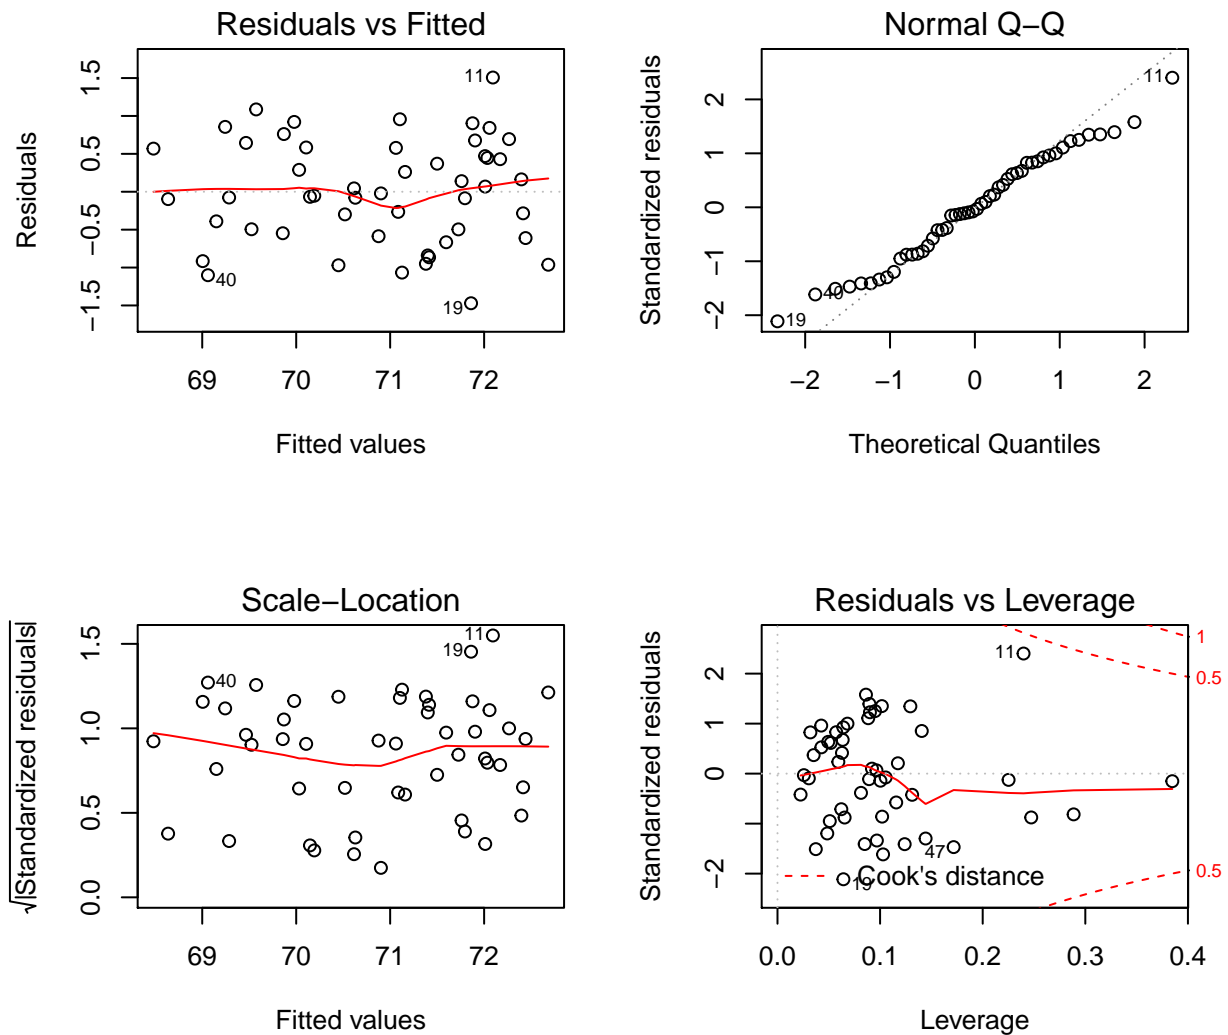 Residuals vs Fitted
Residuals
1.5
0.5
−0.5
−1.5
11
40
19
69 70 71 72
Fitted values
Normal Q−Q
Standardized residuals
2
1
0
−1
−2
11
40
19
−2 −1 0 1 2
Theoretical Quantiles
Scale−Location
√|Standardized residuals|
1.5
1.0
0.5
0.0
11
19
40
69 70 71 72
Fitted values
Residuals vs Leverage
Standardized residuals
2
1
0
−1
−2
11
47
19
Cook's distance
1
0.5
0.5
0.0 0.1 0.2 0.3 0.4
Leverage